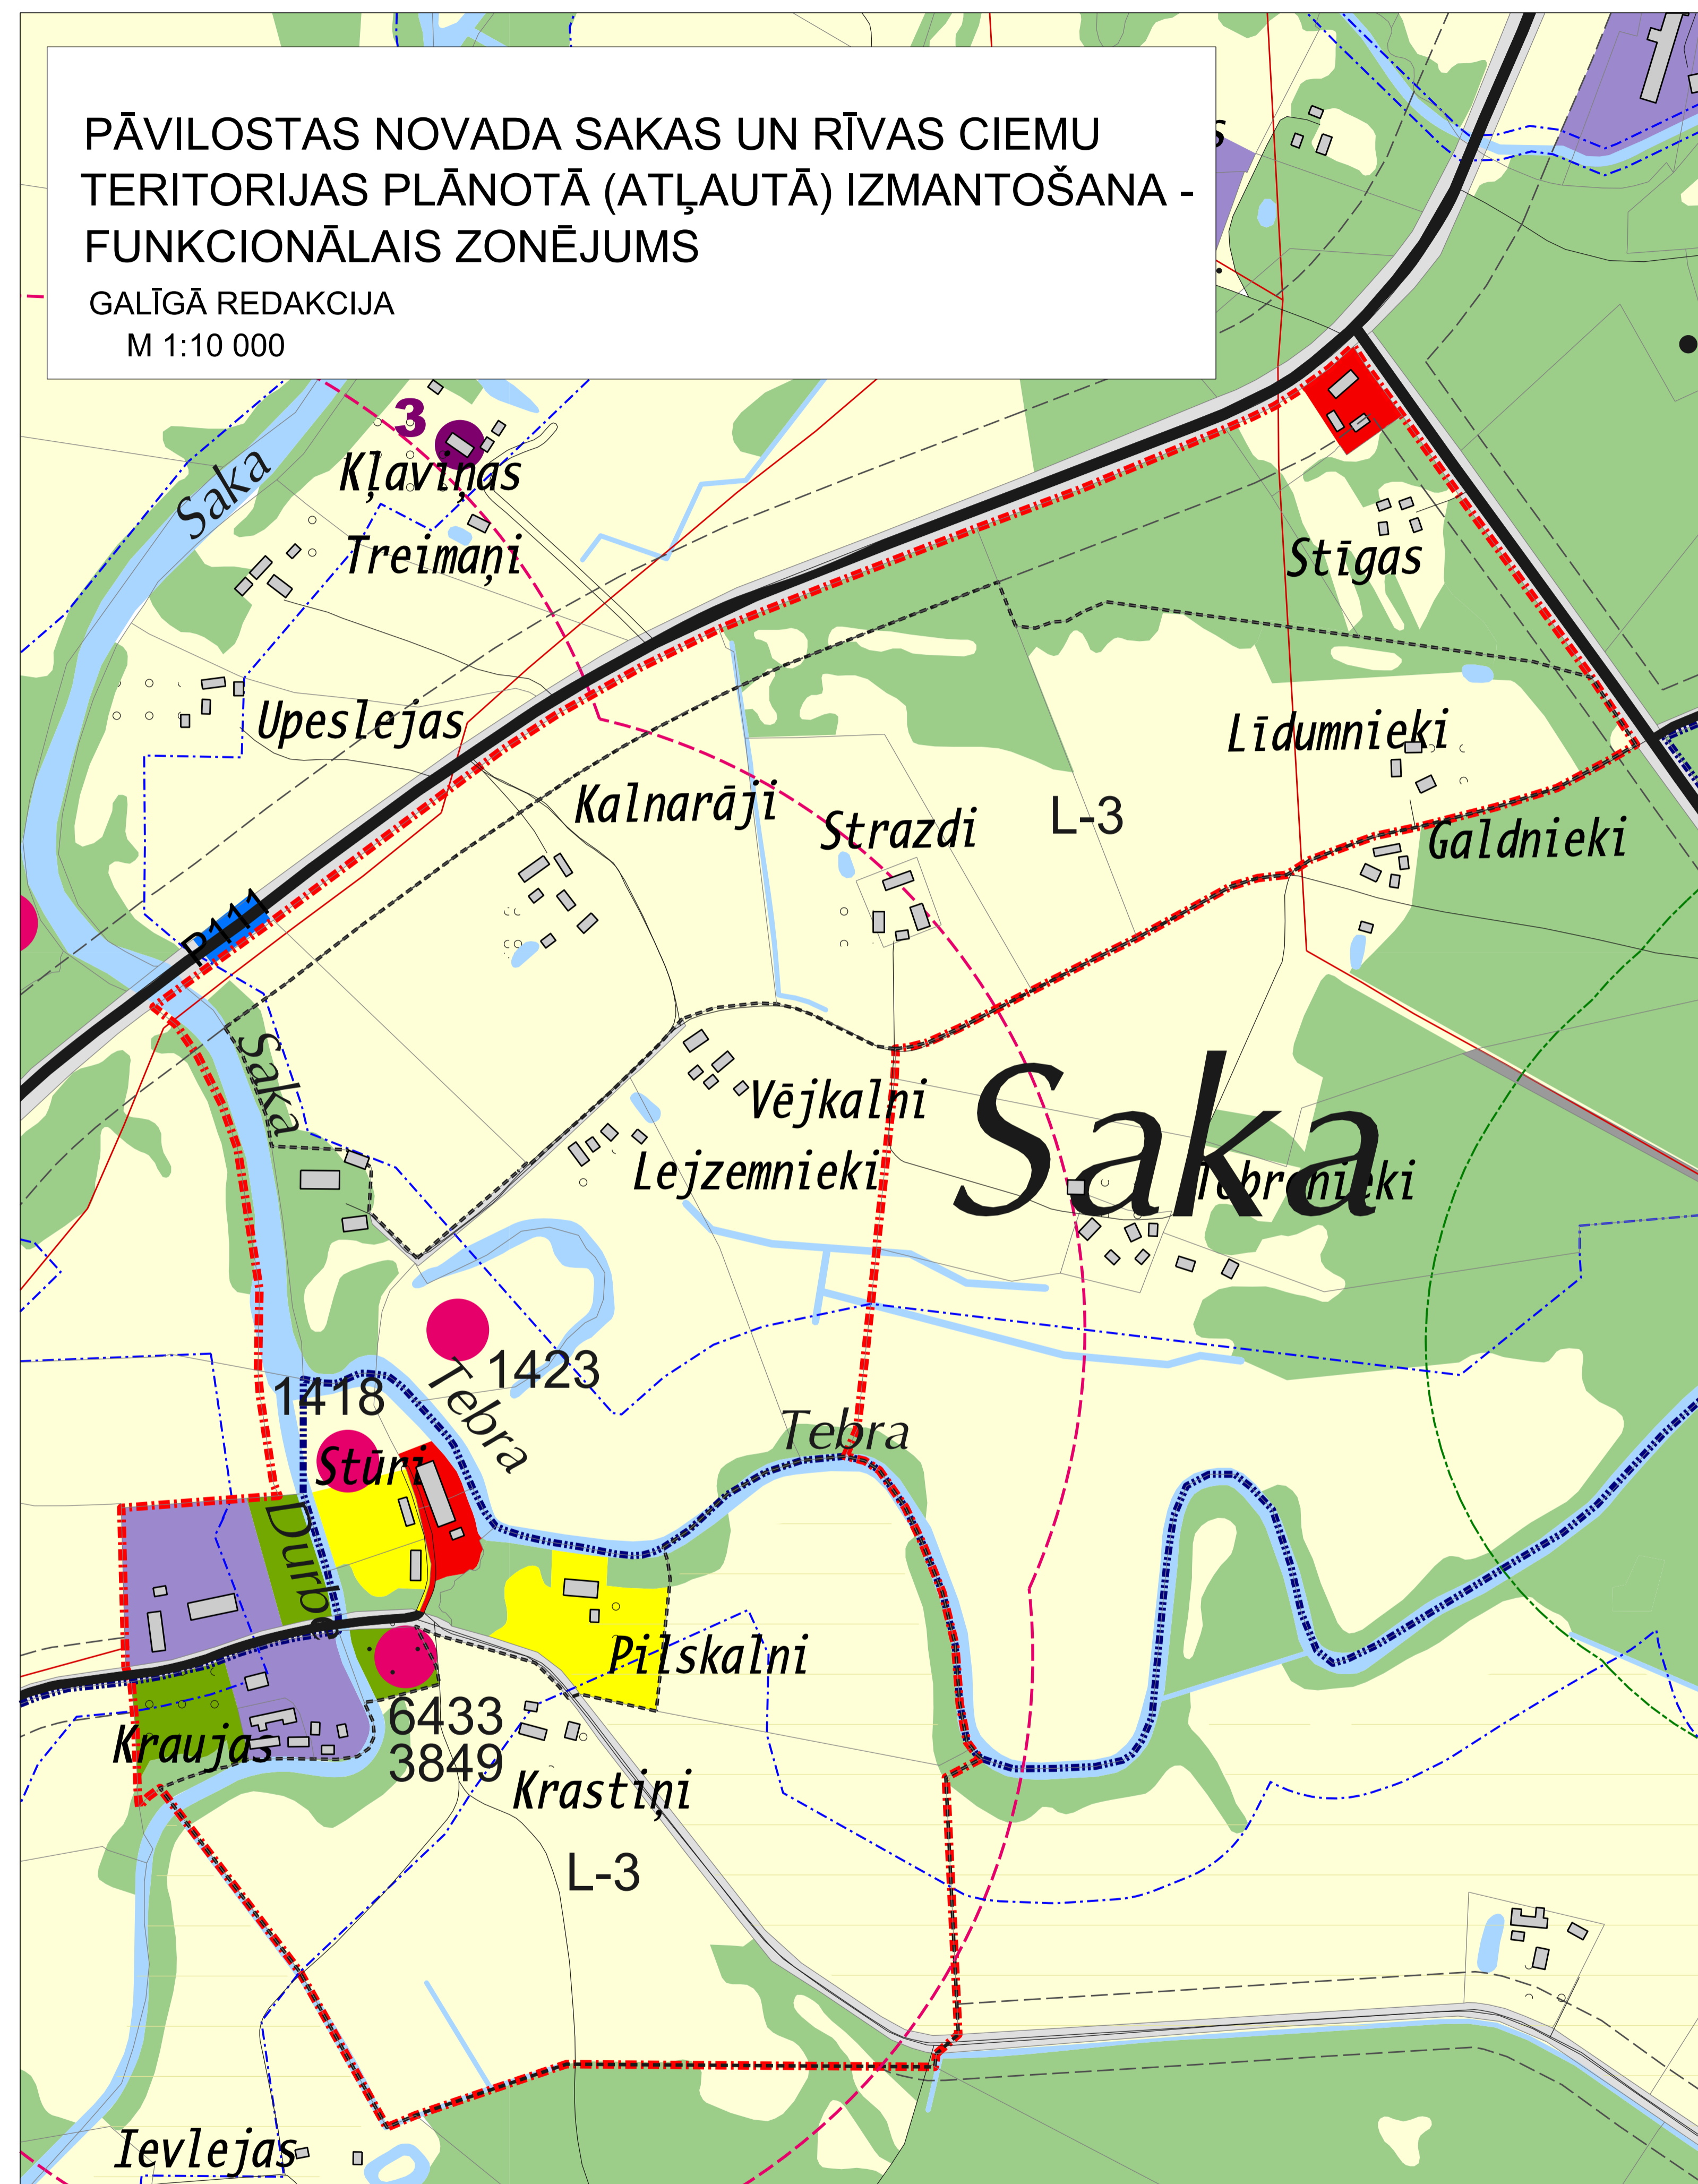 PĀVILOSTAS NOVADA SAKAS UN RĪVAS CIEMU
TERITORIJAS PLĀNOTĀ (ATĻAUTĀ) IZMANTOŠANA -
FUNKCIONĀLAIS ZONĒJUMS
GALĪGĀ REDAKCIJA
M 1:10 000
3
Kļaviņas
Saka
Treimaņi
Stīgas
Upeslejas
Līdumnieki
Kalnarāji
Strazdi
L-3
Galdnieki
P111
Saka
Vējkalni
Saka
Lejzemnieki
Tebrenieki
1423
1418
Tebra
Tebra
Stūri
Durbe
Pilskalni
6433
Kraujas
3849
Krastiņi
L-3
Ievlejas